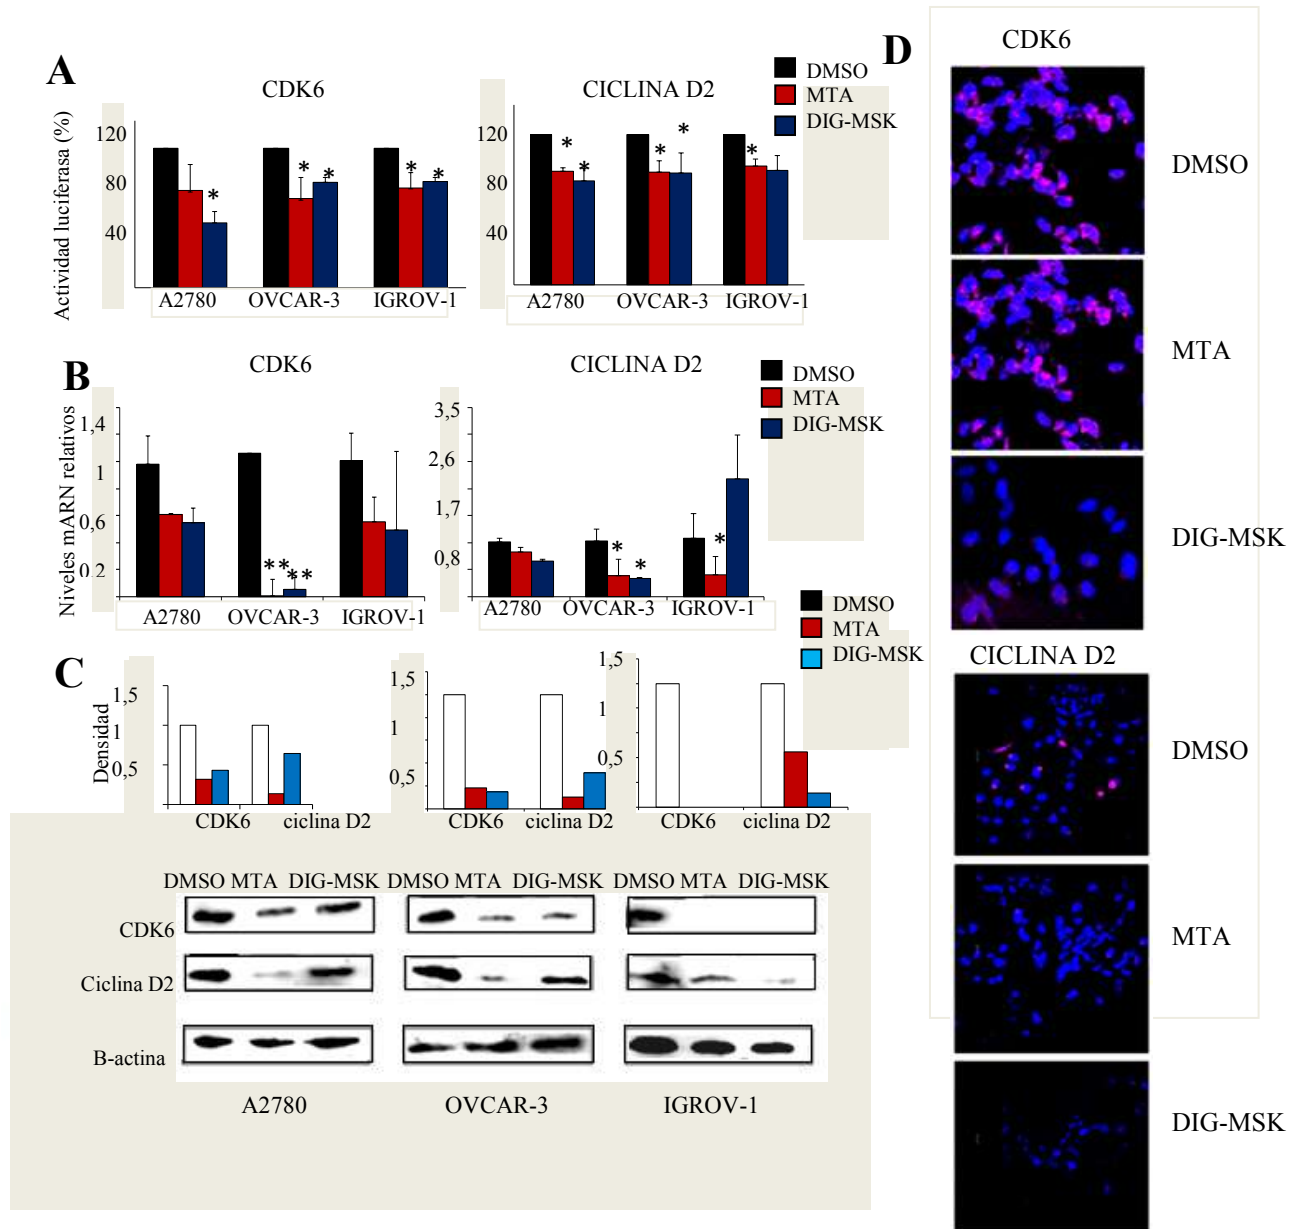 A
CDK6
CICLINA D2
DMSO
MTA
DIG-MSK
Actividad lucíferasa (%)
120
80
40
*
*
*
*
*
A2780
OVCAR-3
IGROV-1
120
80
40
*
*
*
*
*
A2780
OVCAR-3
IGROV-1
B
CDK6
CICLINA D2
DMSO
MTA
DIG-MSK
Niveles mARN relativos
1,4
1
0,6
0,2
**
**
A2780
OVCAR-3
IGROV-1
3,5
2,6
1,7
0,8
*
*
*
A2780
OVCAR-3
IGROV-1
DMSO
MTA
DIG-MSK
C
Densidad
1,5
1
0,5
CDK6
ciclina D2
1,5
1
0,5
CDK6
ciclina D2
1,5
1
0,5
CDK6
ciclina D2
DMSO MTA DIG-MSK DMSO MTA DIG-MSK DMSO MTA DIG-MSK
CDK6
Ciclina D2
B-actina
A2780
OVCAR-3
IGROV-1
D
CDK6
DMSO
MTA
DIG-MSK
CICLINA D2
DMSO
MTA
DIG-MSK